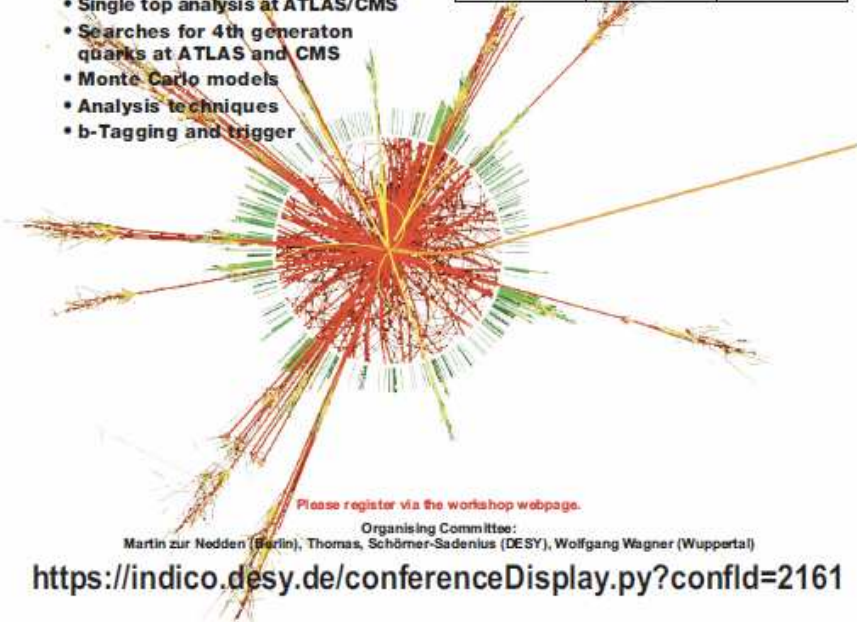 • Single top analysis at ATLAS/CMS
• Searches for 4th generaton
quarks at ATLAS and CMS
• Monte Carlo models
• Analysis techniques
• b-Tagging and trigger
Please register via the workshop webpage.
Organising Committee:
Martin zur Nedden (Berlin), Thomas, Schörner-Sadenius (DESY), Wolfgang Wagner (Wuppertal)
https://indico.desy.de/conferenceDisplay.py?confId=2161